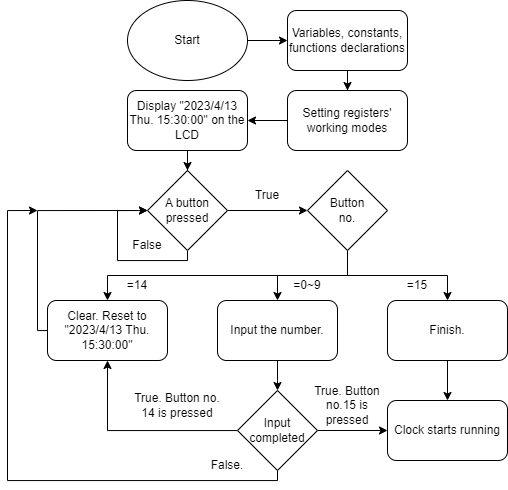 Start
Variables, constants,
functions declarations
Display "2023/4/13
Thu. 15:30:00" on the
LCD
Setting registers'
working modes
A button
pressed
True
Button
no.
False
=14
=0~9
=15
Clear. Reset to
"2023/4/13 Thu.
15:30:00"
Input the number.
Finish.
True. Button no.
14 is pressed
True. Button
no.15 is
pressed
Input
completed
Clock starts running
False.